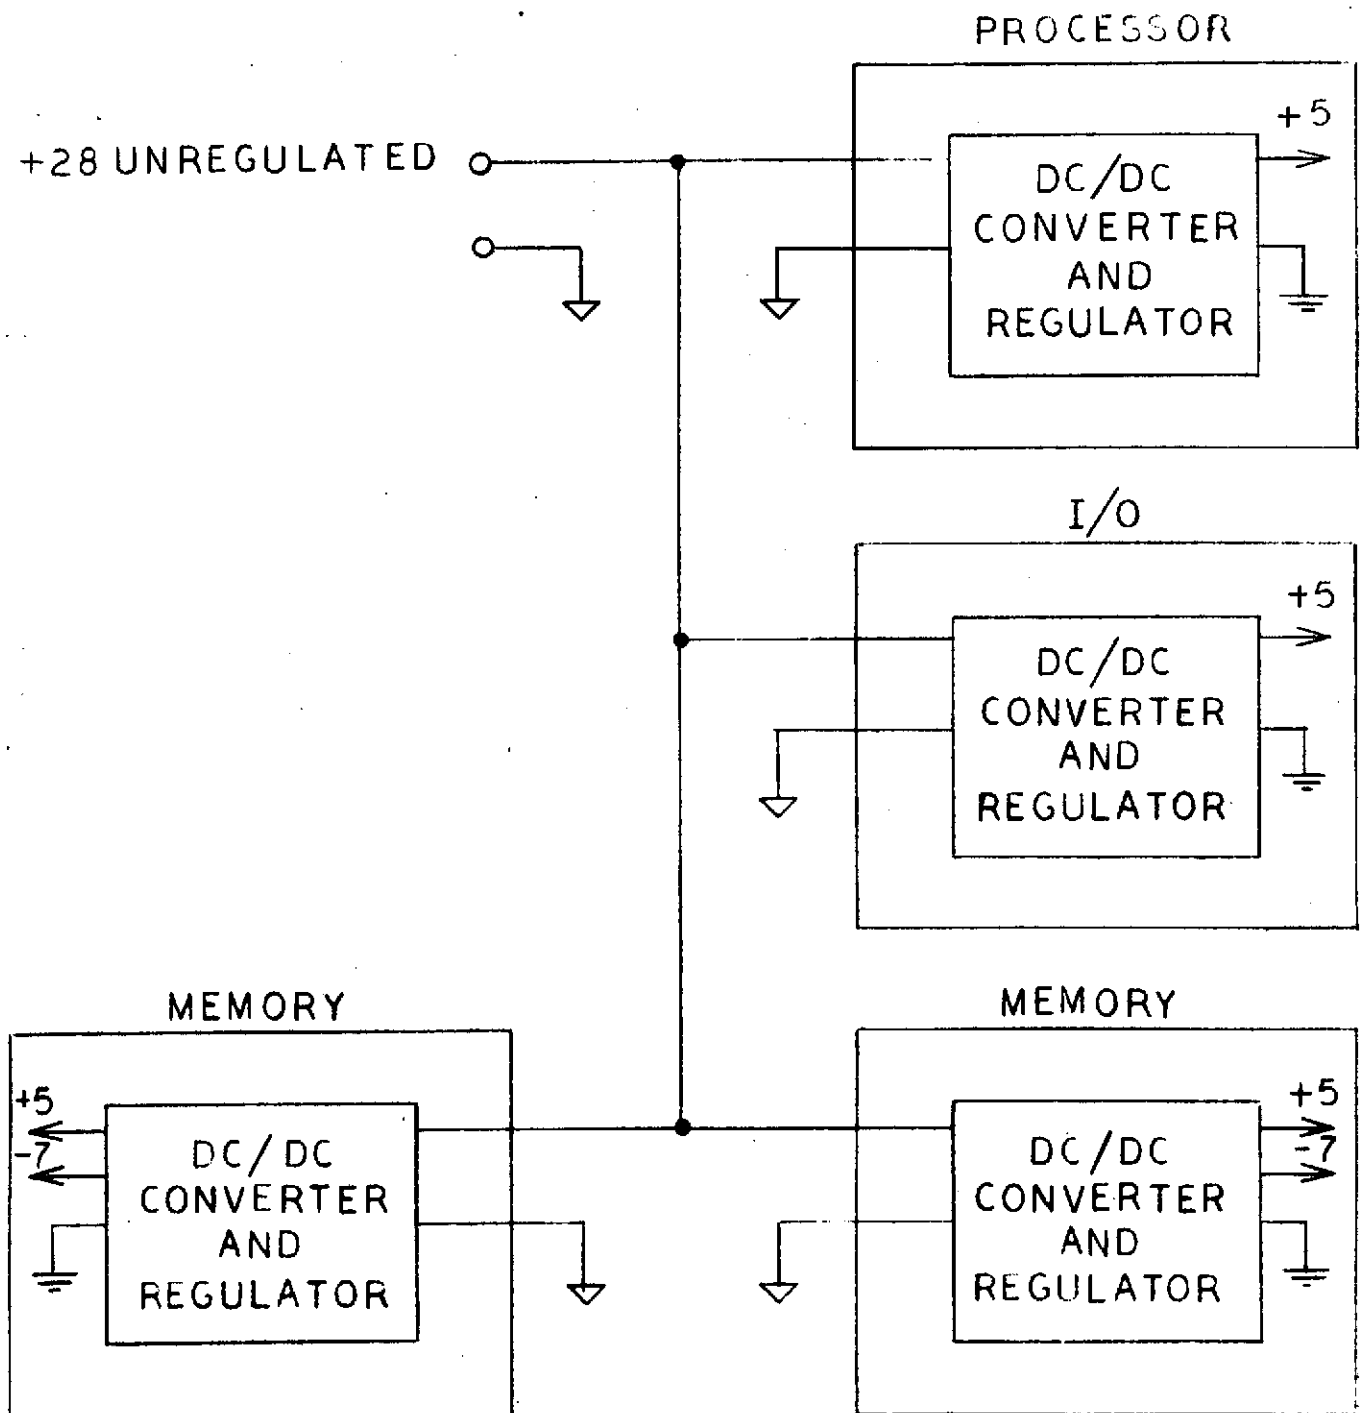 PROCESSOR
+28 UNREGULATED
+5
DC/DC
CONVERTER
AND
REGULATOR
I/O
+5
DC/DC
CONVERTER
AND
REGULATOR
MEMORY
+5
-7
DC/DC
CONVERTER
AND
REGULATOR
MEMORY
+5
-7
DC/DC
CONVERTER
AND
REGULATOR